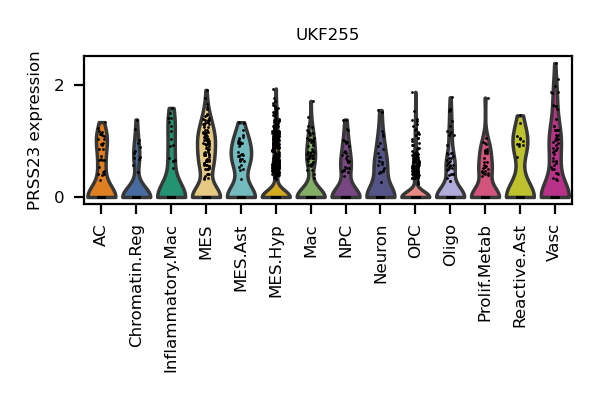 UKF255
PRSS23 expression
2
0
AC
Chromatin.Reg
Inflammatory.Mac
MES
MES.Ast
MES.Hyp
Mac
NPC
Neuron
OPC
Oligo
Prolif.Metab
Reactive.Ast
Vasc